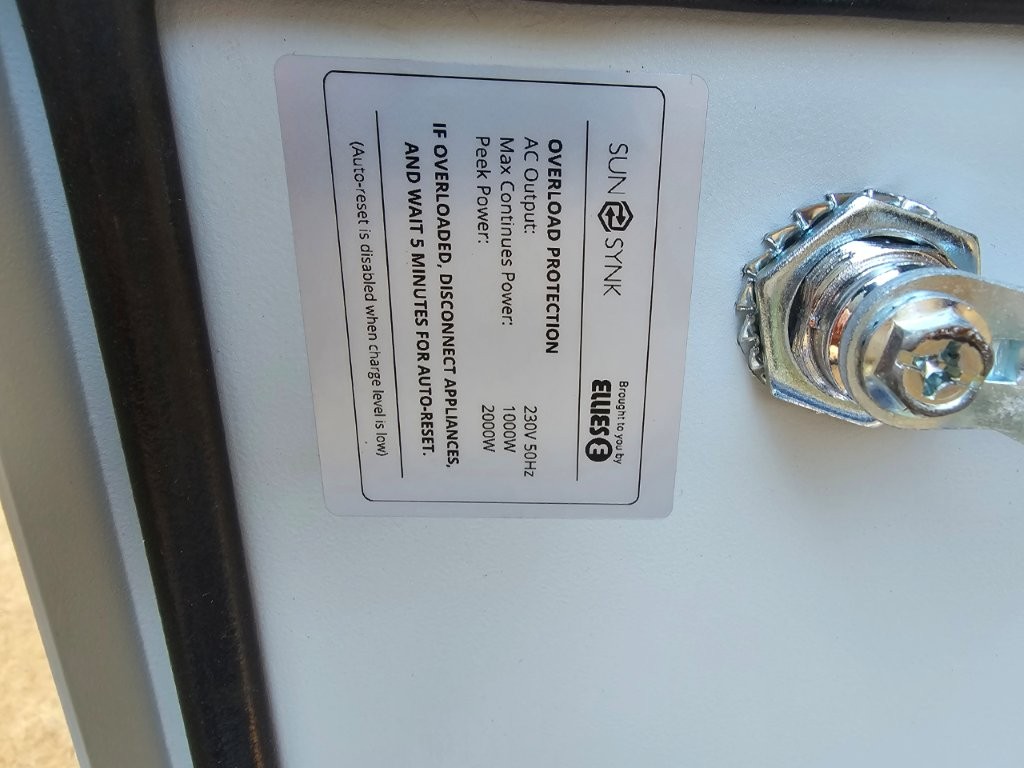 SUN SYNK
Brought to you by
ELLIES
OVERLOAD PROTECTION
AC Output: 230V 50Hz
Max Continues Power: 1000W
Peek Power: 2000W
IF OVERLOADED, DISCONNECT APPLIANCES,
AND WAIT 5 MINUTES FOR AUTO-RESET.
(Auto-reset is disabled when charge level is low)